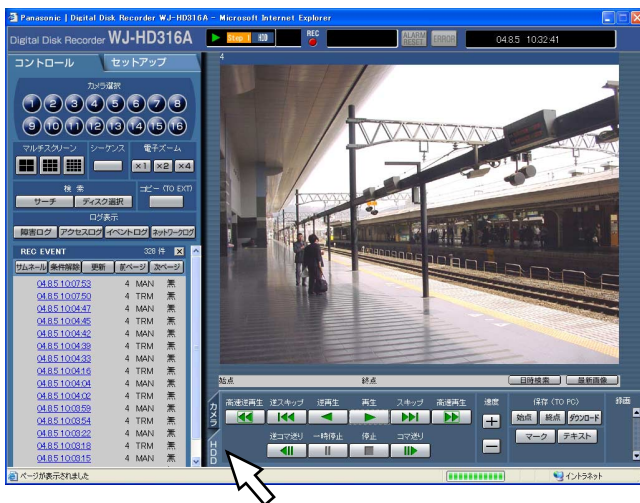 Panasonic | Digital Disk Recorder WJ-HD316A - Microsoft Internet Explorer
Digital Disk Recorder WJ-HD316A
Step 1 HDD
REC
ALARM RESET
ERROR
04.8.5 10:32:41
コントロール
セットアップ
カメラ選択
1 2 3 4 5 6 7 8
9 10 11 12 13 14 15 16
マルチスクリーン シーケンス 電子ズーム
×1 ×2 ×4
検 索 コピー (TO EXT)
サーチ ディスク選択
ログ表示
障害ログ アクセスログ イベントログ ネットワークログ
REC EVENT 328 件 X
サムネール 条件解除 更新 前ページ 次ページ
04.8.5 10:07:53 4 MAN 無
04.8.5 10:07:50 4 TRM 無
04.8.5 10:04:47 4 MAN 無
04.8.5 10:04:45 4 TRM 無
04.8.5 10:04:42 4 MAN 無
04.8.5 10:04:39 4 TRM 無
04.8.5 10:04:33 4 MAN 無
04.8.5 10:04:16 4 TRM 無
04.8.5 10:04:04 4 MAN 無
04.8.5 10:04:02 4 TRM 無
04.8.5 10:03:59 4 MAN 無
04.8.5 10:03:54 4 TRM 無
04.8.5 10:03:22 4 MAN 無
04.8.5 10:03:18 4 TRM 無
04.8.5 10:03:15 4 MAN 無
4
始点 終点 日時検索 最新画像
カメラ
HDD
高速逆再生 逆スキップ 逆再生 再生 スキップ 高速再生 速度 保存 (TO PC) 録画
始点 終点 ダウンロード
逆コマ送り 一時停止 停止 コマ送り
マーク テキスト
ページが表示されました
イントラネット